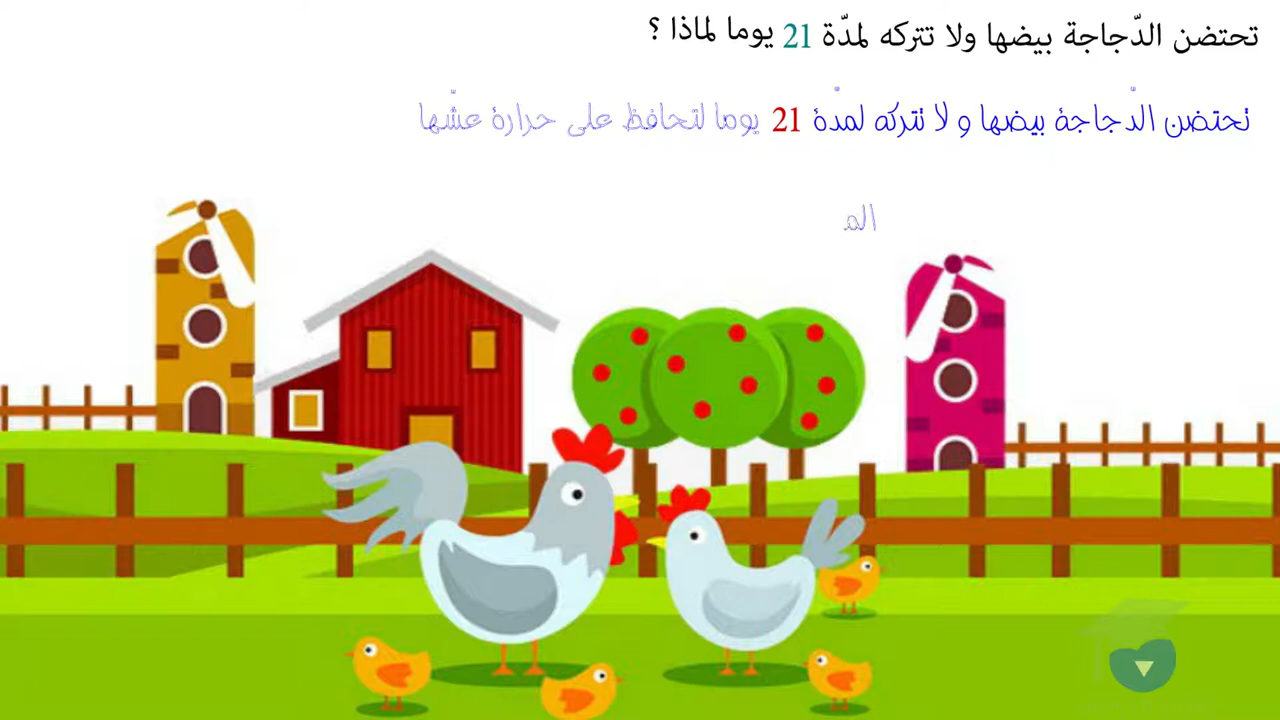 تحتضن الدّجاجة بيضها ولا تتركه لمدّة 21 يوما لماذا ؟
تحتضن الدّجاجة بيضها و لا تتركه لمدّة 21 يوما لتحافظ على حرارة عشّها
الم